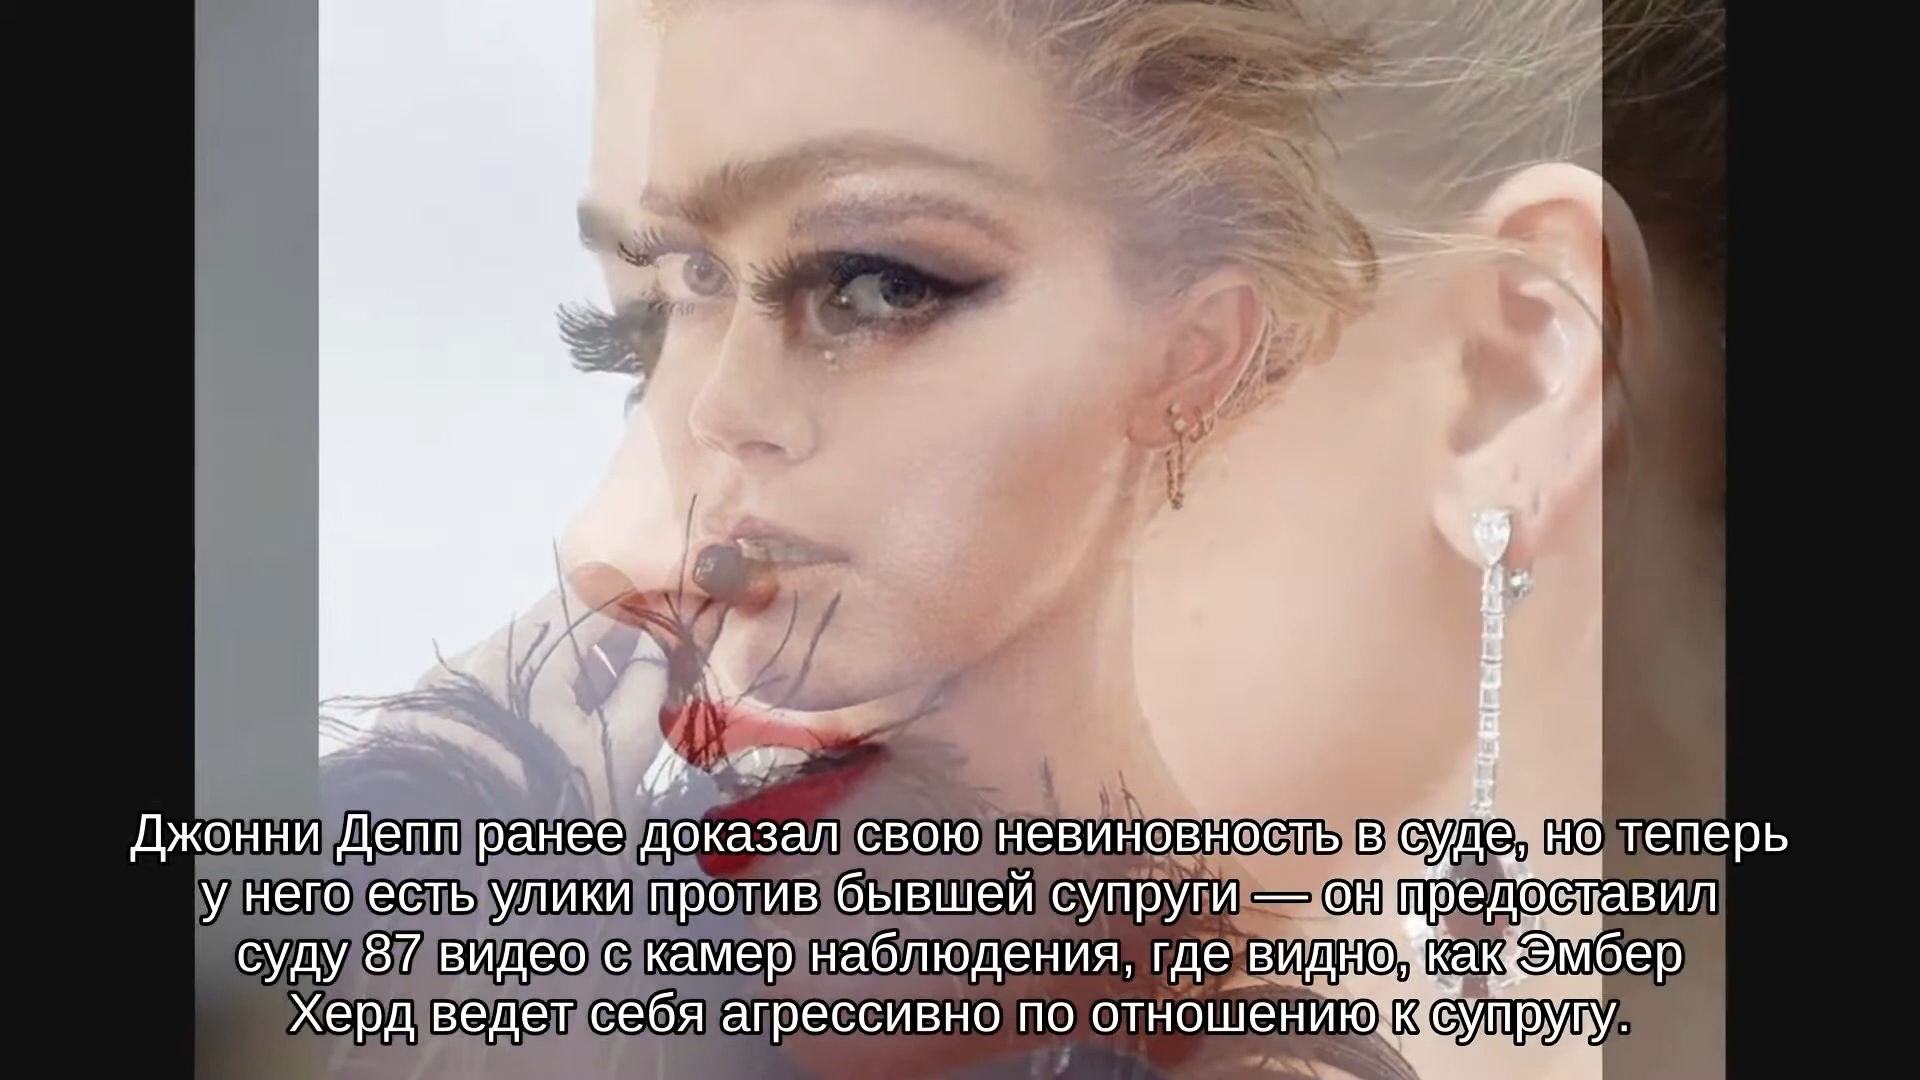 Джонни Депп ранее доказал свою невиновность в суде, но теперь
у него есть улики против бывшей супруги — он предоставил
суду 87 видео с камер наблюдения, где видно, как Эмбер
Херд ведет себя агрессивно по отношению к супругу.